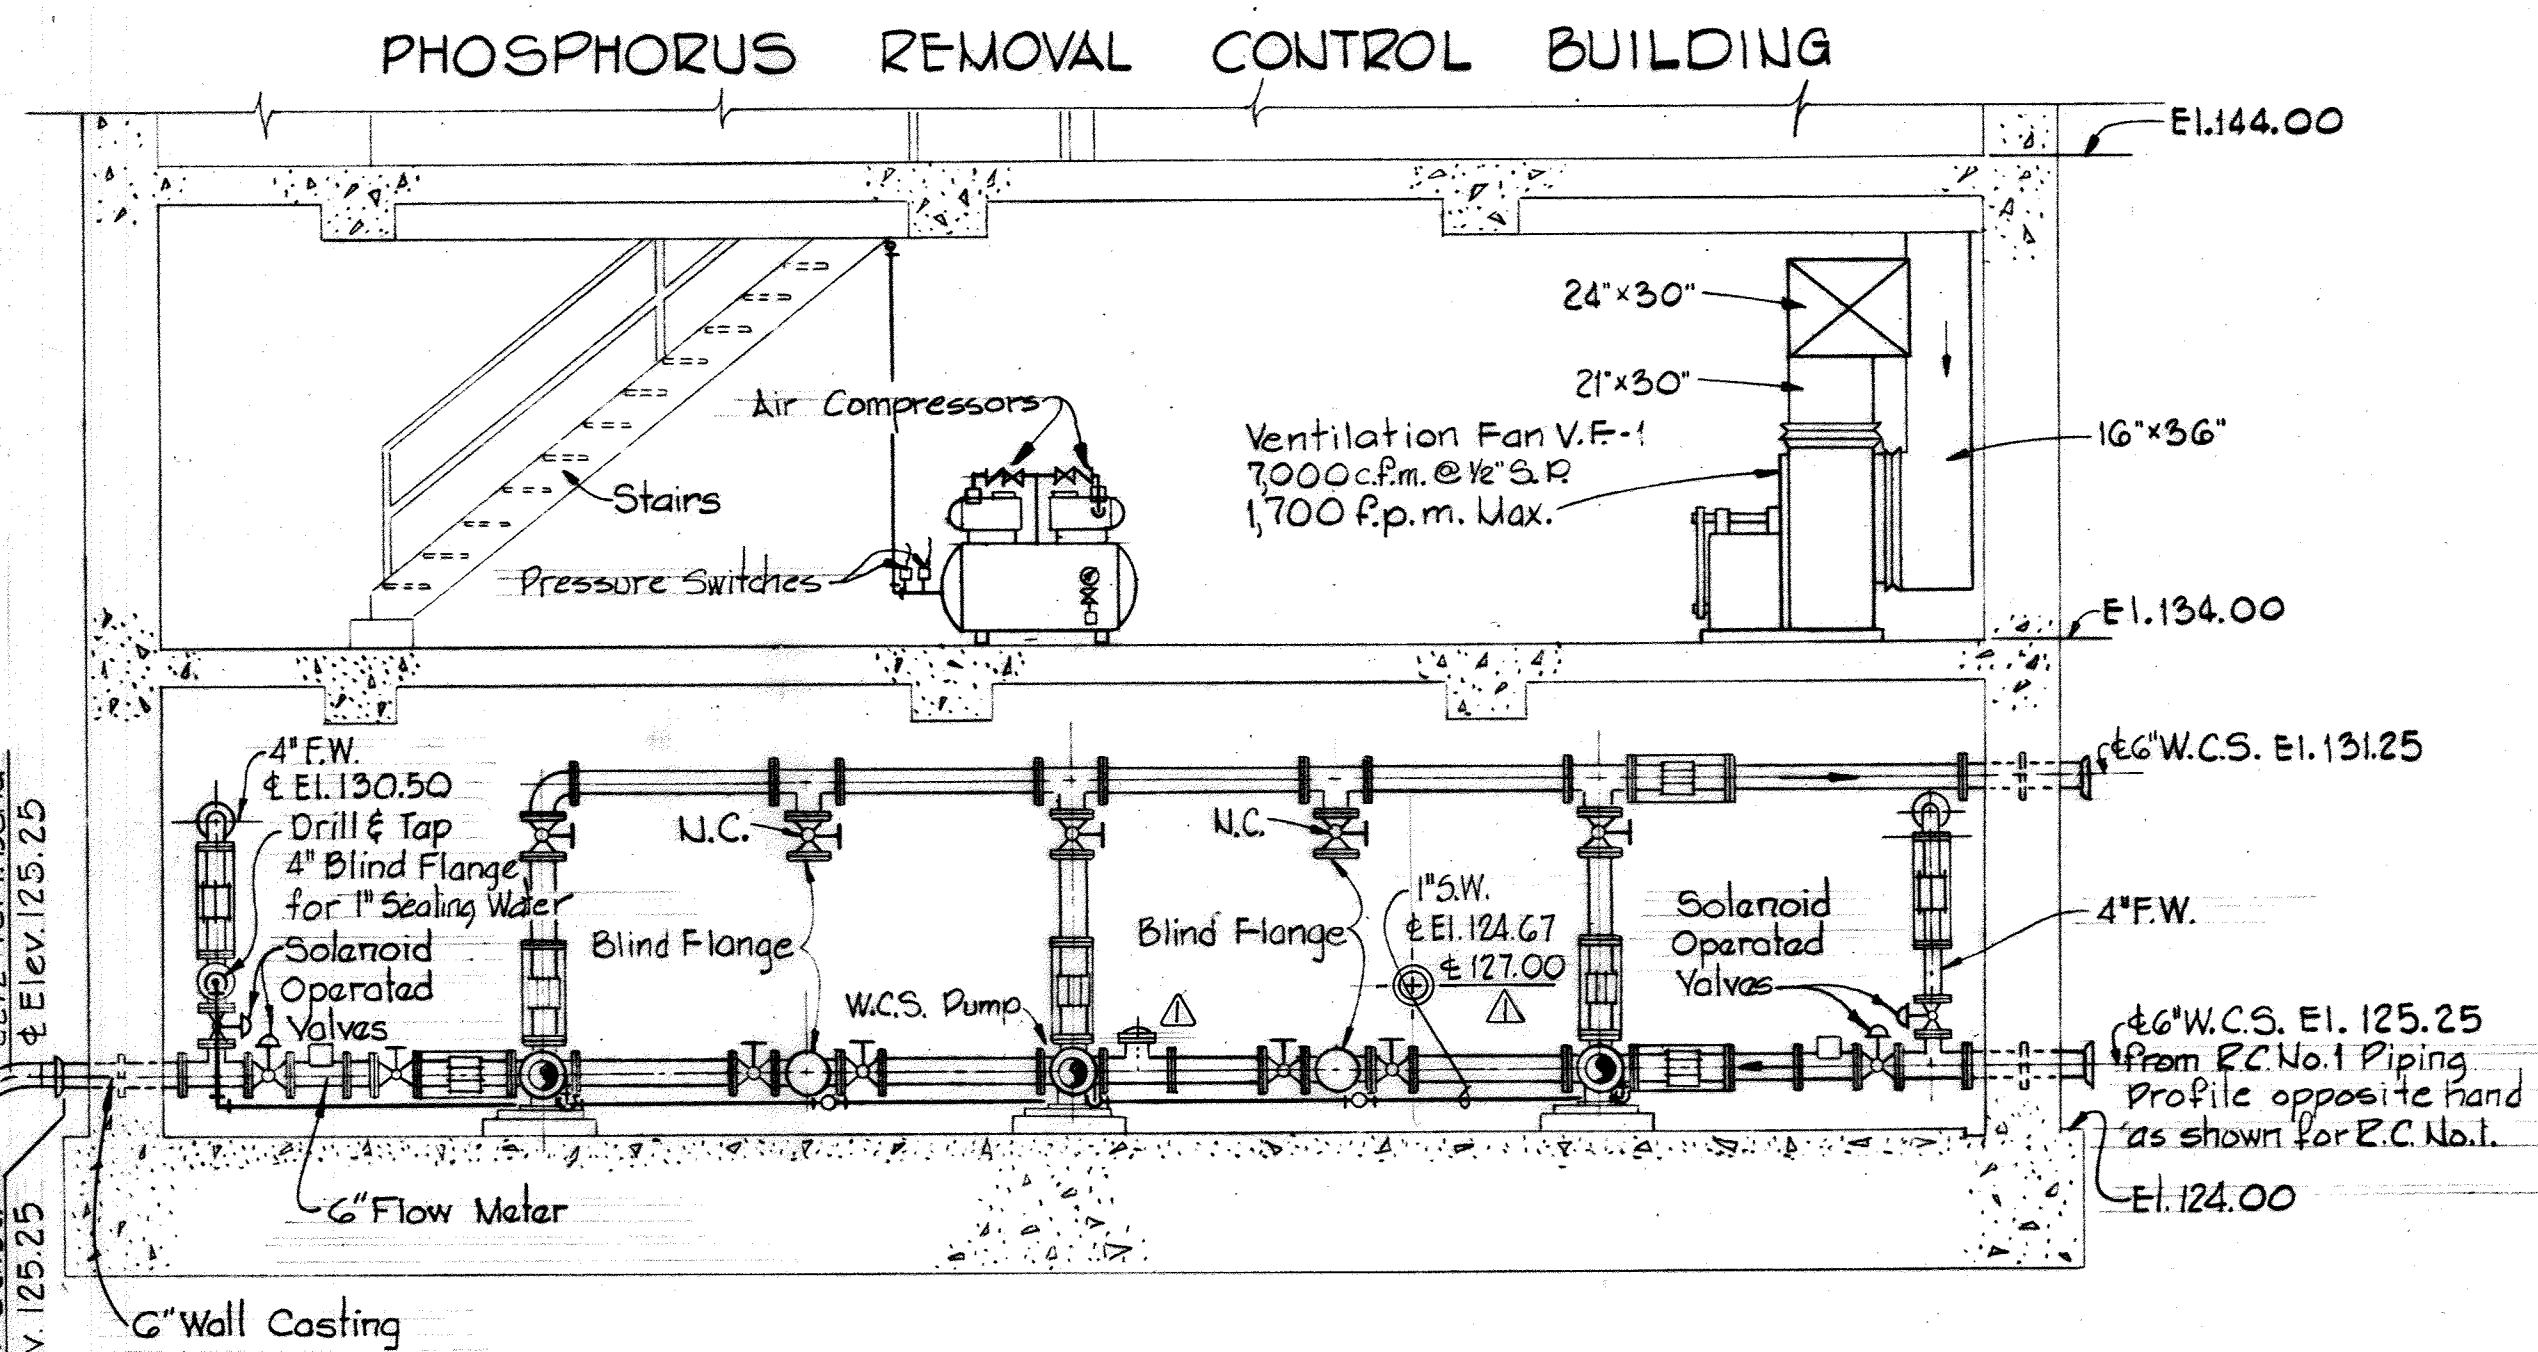 PHOSPHORUS REMOVAL CONTROL BUILDING
El.144.00
24"x30"
21"x30"
Air Compressors
Ventilation Fan V.F.-1
7,000 c.f.m. @ ½" S.P.
1,700 f.p.m. Max.
16"x36"
Stairs
Pressure Switches
El.134.00
4" F.W.
℄ El.130.50
Drill & Tap
4" Blind Flange
for 1" Sealing Water
Solenoid
Operated
Valves
N.C.
N.C.
℄6" W.C.S. El. 131.25
Blind Flange
W.C.S. Pump
Blind Flange
1" S.W.
℄ El. 124.67
℄ 127.00
1
1
Solenoid
Operated
Valves
4" F.W.
℄6" W.C.S. El. 125.25
from R.C. No.1 Piping
Profile opposite hand
as shown for R.C. No.1.
El. 124.00
6" Flow Meter
6" Wall Casting
℄ Elev. 125.25
v. 125.25